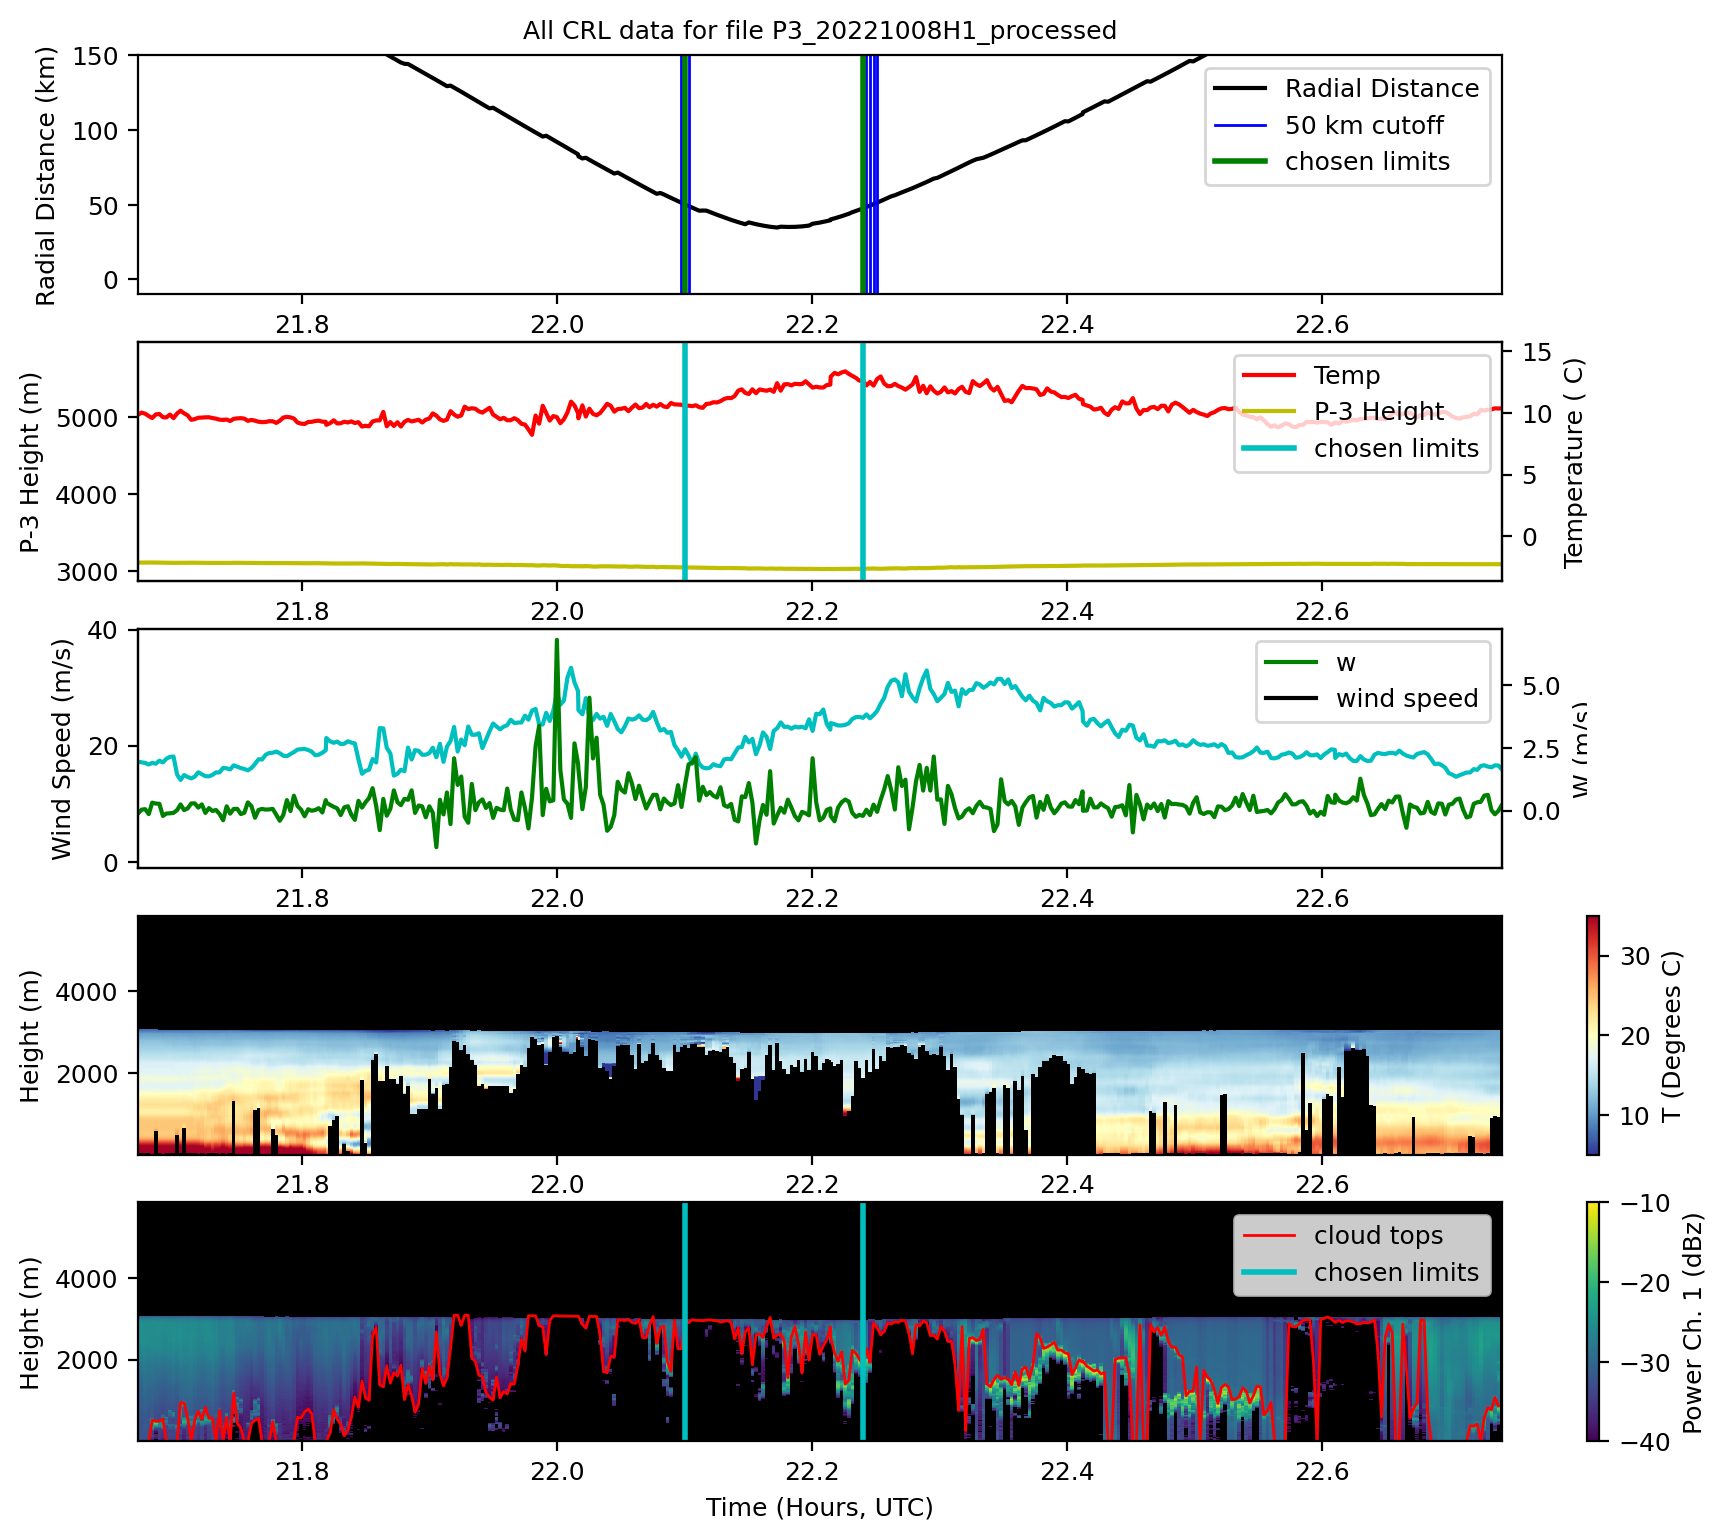 All CRL data for file P3_20221008H1_processed
Radial Distance (km)
150
100
50
0
Radial Distance
50 km cutoff
chosen limits
21.8 22.0 22.2 22.4 22.6
P-3 Height (m)
5000
4000
3000
Temp
P-3 Height
chosen limits
15
10
5
0
Temperature ( C)
21.8 22.0 22.2 22.4 22.6
Wind Speed (m/s)
40
20
0
w
wind speed
5.0
2.5
0.0
W (m/s)
21.8 22.0 22.2 22.4 22.6
Height (m)
4000
2000
30
20
10
T (Degrees C)
21.8 22.0 22.2 22.4 22.6
Height (m)
4000
2000
cloud tops
chosen limits
−10
−20
−30
−40
Power Ch. 1 (dBz)
21.8 22.0 22.2 22.4 22.6
Time (Hours, UTC)